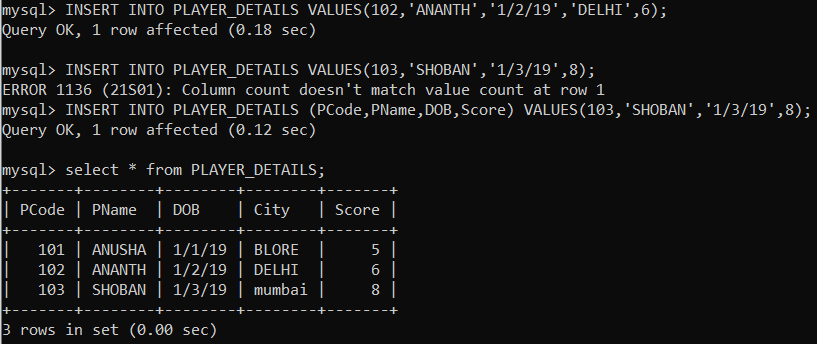 mysql> INSERT INTO PLAYER_DETAILS VALUES(102,'ANANTH','1/2/19','DELHI',6);
Query OK, 1 row affected (0.18 sec)
mysql> INSERT INTO PLAYER_DETAILS VALUES(103,'SHOBAN','1/3/19',8);
ERROR 1136 (21S01): Column count doesn't match value count at row 1
mysql> INSERT INTO PLAYER_DETAILS (PCode,PName,DOB,Score) VALUES(103,'SHOBAN','1/3/19',8);
Query OK, 1 row affected (0.12 sec)
mysql> select * from PLAYER_DETAILS;
+-------+--------+--------+--------+-------+
| PCode | PName  | DOB    | City   | Score |
+-------+--------+--------+--------+-------+
|   101 | ANUSHA | 1/1/19 | BLORE  |     5 |
|   102 | ANANTH | 1/2/19 | DELHI  |     6 |
|   103 | SHOBAN | 1/3/19 | mumbai |     8 |
+-------+--------+--------+--------+-------+
3 rows in set (0.00 sec)